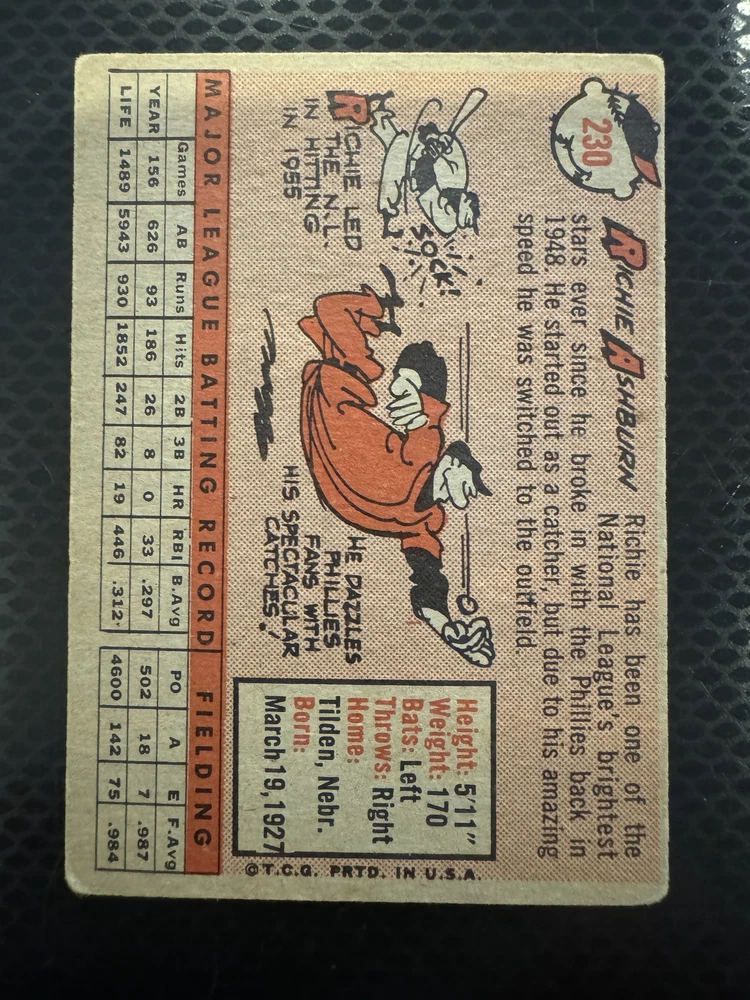 230
RICHIE ASHBURN Richie has been one of the
National League's brightest
stars ever since he broke in with the Phillies back in
1948. He started out as a catcher, but due to his amazing
speed he was switched to the outfield.
SOCK!
RICHIE LED
THE N.L.
IN HITTING
IN 1955
HE DAZZLES
PHILLIES
FANS WITH
HIS SPECTACULAR
CATCHES!
Height: 5'11"
Weight: 170
Bats: Left
Throws: Right
Home:
Tilden, Nebr.
Born:
March 19, 1927
©T.C.G. PRTD. IN U.S.A.
MAJOR LEAGUE BATTING RECORD FIELDING
Games AB Runs Hits 2B 3B HR RBI B.Avg PO A E F.Avg
YEAR 156 626 93 186 26 8 0 33 .297 502 18 7 .987
LIFE 1489 5943 930 1852 247 82 19 446 .312 4600 142 75 .984